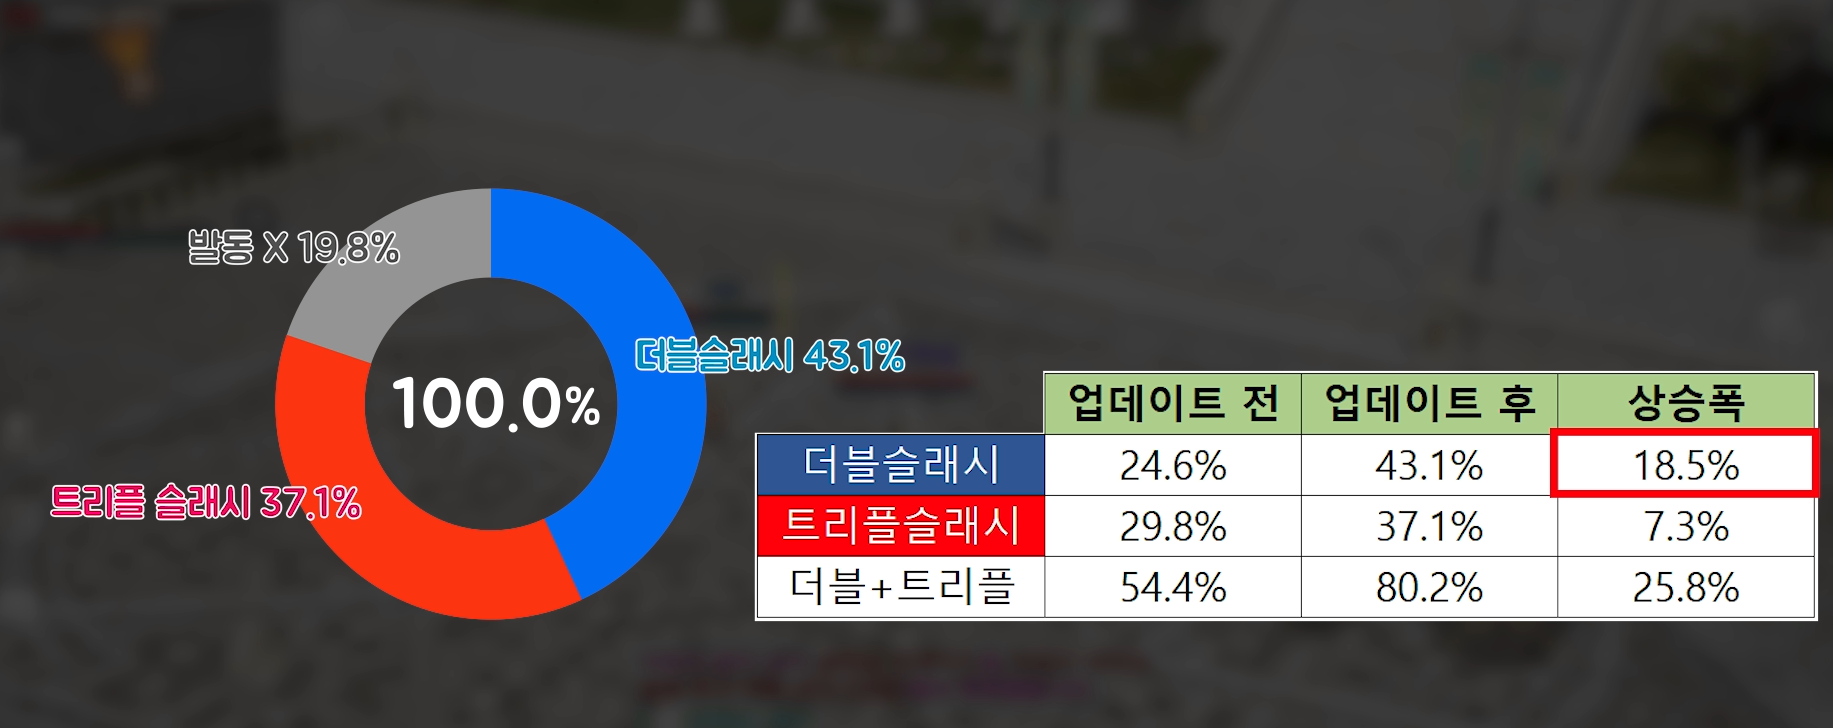 발동 X 19.8%
더블슬래시 43.1%
100.0%
트리플 슬래시 37.1%
업데이트 전 업데이트 후 상승폭
더블슬래시 24.6% 43.1% 18.5%
트리플슬래시 29.8% 37.1% 7.3%
더블+트리플 54.4% 80.2% 25.8%